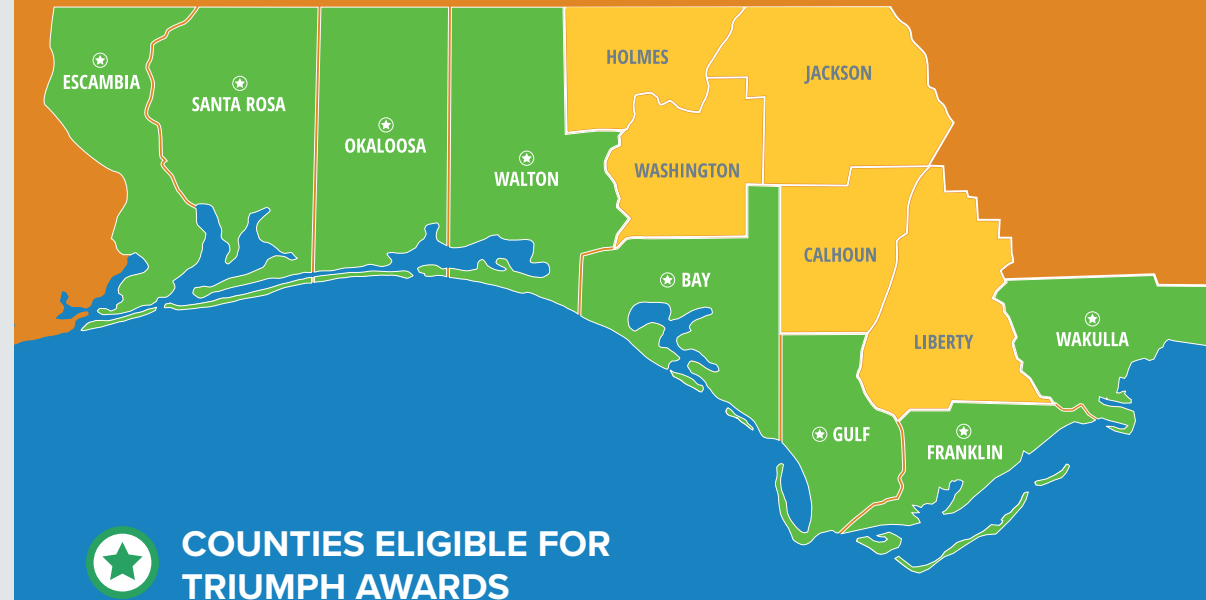 HOLMES
JACKSON
ESCAMBIA
SANTA ROSA
OKALOOSA
WALTON
WASHINGTON
CALHOUN
BAY
WAKULLA
LIBERTY
GULF
FRANKLIN
COUNTIES ELIGIBLE FOR
TRIUMPH AWARDS